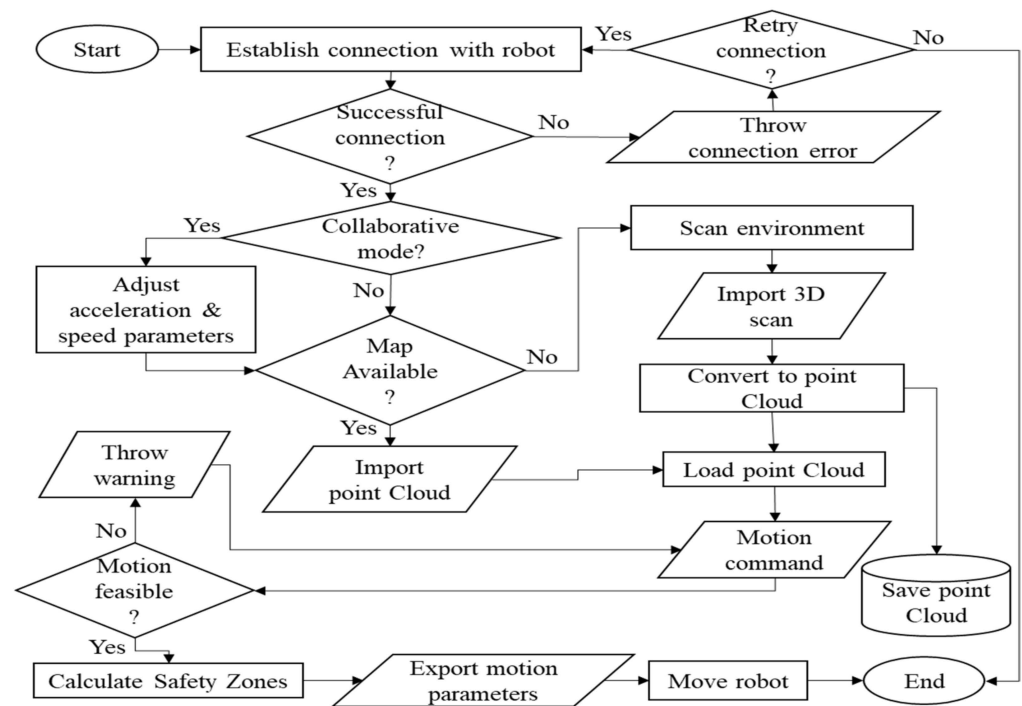 Start
Establish connection with robot
Yes
Retry
connection
?
No
Successful
connection
?
No
Throw
connection error
Yes
Yes
Collaborative
mode?
Scan environment
Adjust
acceleration &
speed parameters
No
Import 3D
scan
Map
Available
?
No
Convert to point
Cloud
Yes
Throw
warning
Import
point Cloud
Load point Cloud
No
Motion
command
Motion
feasible
?
Save point
Cloud
Yes
Calculate Safety Zones
Export motion
parameters
Move robot
End